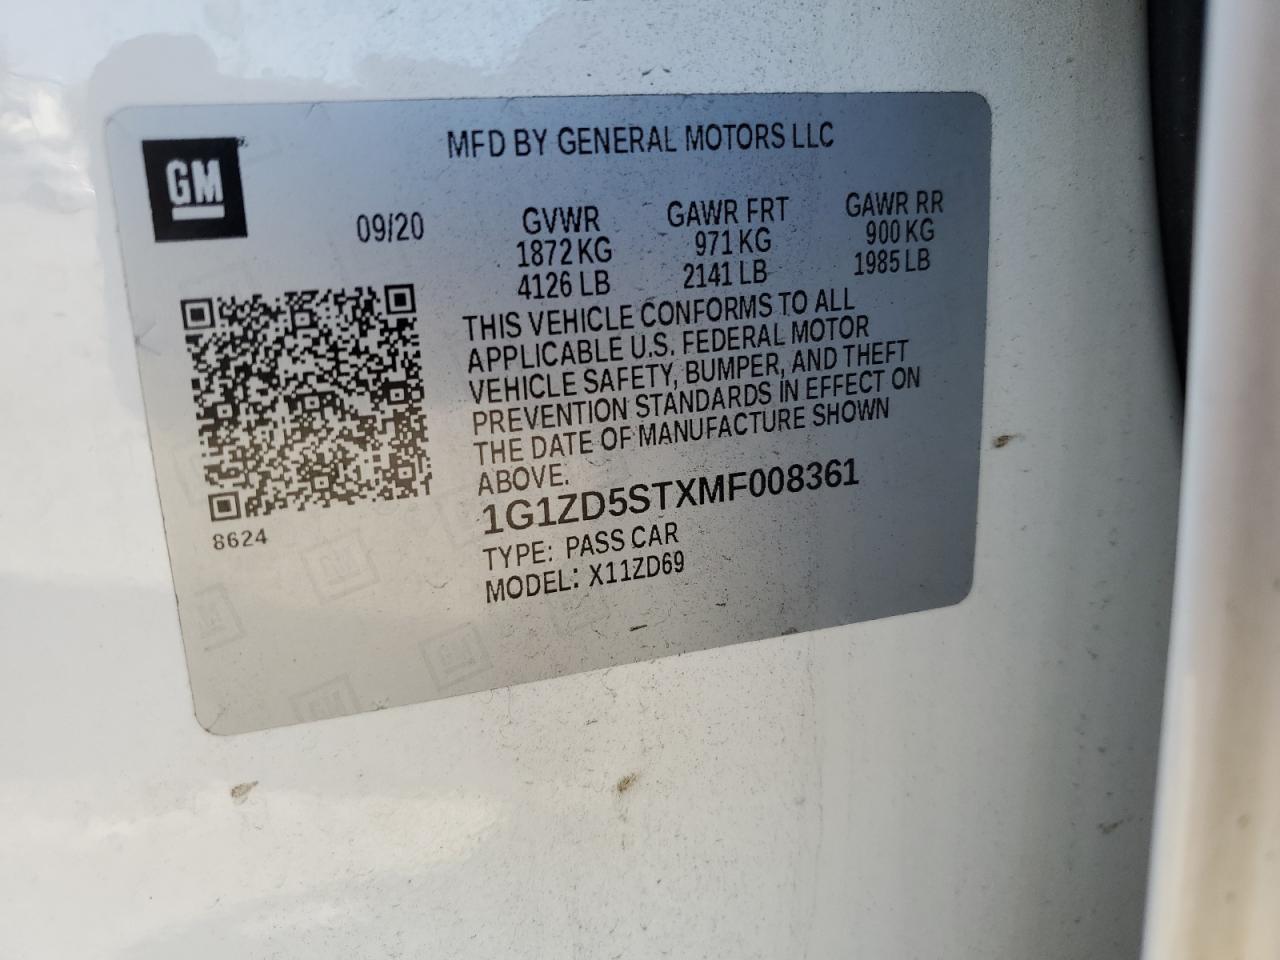 GM
MFD BY GENERAL MOTORS LLC
09/20
GVWR GAWR FRT GAWR RR
1872 KG 971 KG 900 KG
4126 LB 2141 LB 1985 LB
THIS VEHICLE CONFORMS TO ALL
APPLICABLE U.S. FEDERAL MOTOR
VEHICLE SAFETY, BUMPER, AND THEFT
PREVENTION STANDARDS IN EFFECT ON
THE DATE OF MANUFACTURE SHOWN
ABOVE.
1G1ZD5STXMF008361
TYPE: PASS CAR
MODEL: X11ZD69
8624